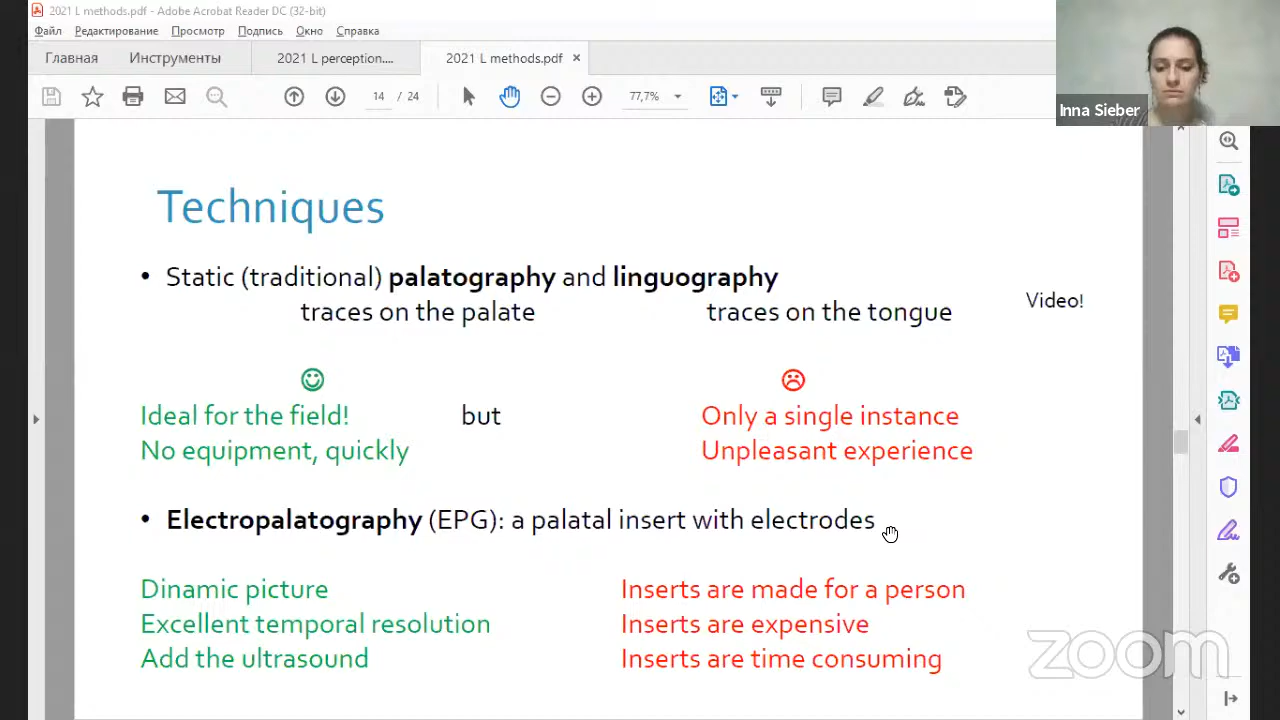 2021 L methods.pdf - Adobe Acrobat Reader DC (32-bit)
Файл Редактирование Просмотр Подпись Окно Справка
Главная Инструменты 2021 L perception.... 2021 L methods.pdf ×
14 / 24 77,7%
Inna Sieber
Techniques
• Static (traditional) palatography and linguography
traces on the palate traces on the tongue Video!
Ideal for the field! but Only a single instance
No equipment, quickly Unpleasant experience
• Electropalatography (EPG): a palatal insert with electrodes
Dinamic picture Inserts are made for a person
Excellent temporal resolution Inserts are expensive
Add the ultrasound Inserts are time consuming
zoom